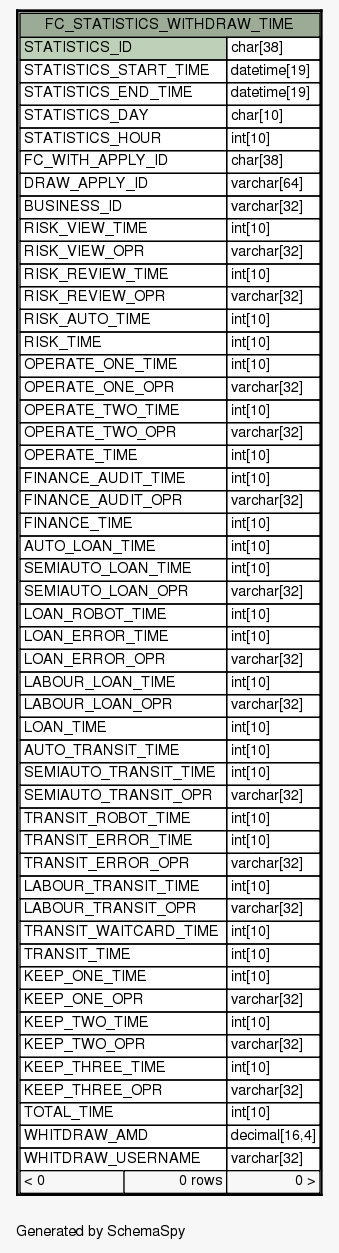 FC_STATISTICS_WITHDRAW_TIME
STATISTICS_ID char[38]
STATISTICS_START_TIME datetime[19]
STATISTICS_END_TIME datetime[19]
STATISTICS_DAY char[10]
STATISTICS_HOUR int[10]
FC_WITH_APPLY_ID char[38]
DRAW_APPLY_ID varchar[64]
BUSINESS_ID varchar[32]
RISK_VIEW_TIME int[10]
RISK_VIEW_OPR varchar[32]
RISK_REVIEW_TIME int[10]
RISK_REVIEW_OPR varchar[32]
RISK_AUTO_TIME int[10]
RISK_TIME int[10]
OPERATE_ONE_TIME int[10]
OPERATE_ONE_OPR varchar[32]
OPERATE_TWO_TIME int[10]
OPERATE_TWO_OPR varchar[32]
OPERATE_TIME int[10]
FINANCE_AUDIT_TIME int[10]
FINANCE_AUDIT_OPR varchar[32]
FINANCE_TIME int[10]
AUTO_LOAN_TIME int[10]
SEMIAUTO_LOAN_TIME int[10]
SEMIAUTO_LOAN_OPR varchar[32]
LOAN_ROBOT_TIME int[10]
LOAN_ERROR_TIME int[10]
LOAN_ERROR_OPR varchar[32]
LABOUR_LOAN_TIME int[10]
LABOUR_LOAN_OPR varchar[32]
LOAN_TIME int[10]
AUTO_TRANSIT_TIME int[10]
SEMIAUTO_TRANSIT_TIME int[10]
SEMIAUTO_TRANSIT_OPR varchar[32]
TRANSIT_ROBOT_TIME int[10]
TRANSIT_ERROR_TIME int[10]
TRANSIT_ERROR_OPR varchar[32]
LABOUR_TRANSIT_TIME int[10]
LABOUR_TRANSIT_OPR varchar[32]
TRANSIT_WAITCARD_TIME int[10]
TRANSIT_TIME int[10]
KEEP_ONE_TIME int[10]
KEEP_ONE_OPR varchar[32]
KEEP_TWO_TIME int[10]
KEEP_TWO_OPR varchar[32]
KEEP_THREE_TIME int[10]
KEEP_THREE_OPR varchar[32]
TOTAL_TIME int[10]
WHITDRAW_AMD decimal[16,4]
WHITDRAW_USERNAME varchar[32]
< 0 0 rows 0 >
Generated by SchemaSpy